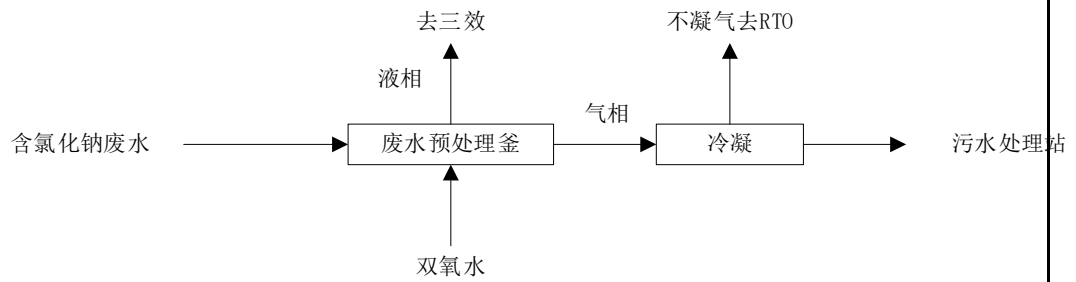 去三效
不凝气去RTO
液相
气相
含氯化钠废水
废水预处理釜
冷凝
污水处理站
双氧水